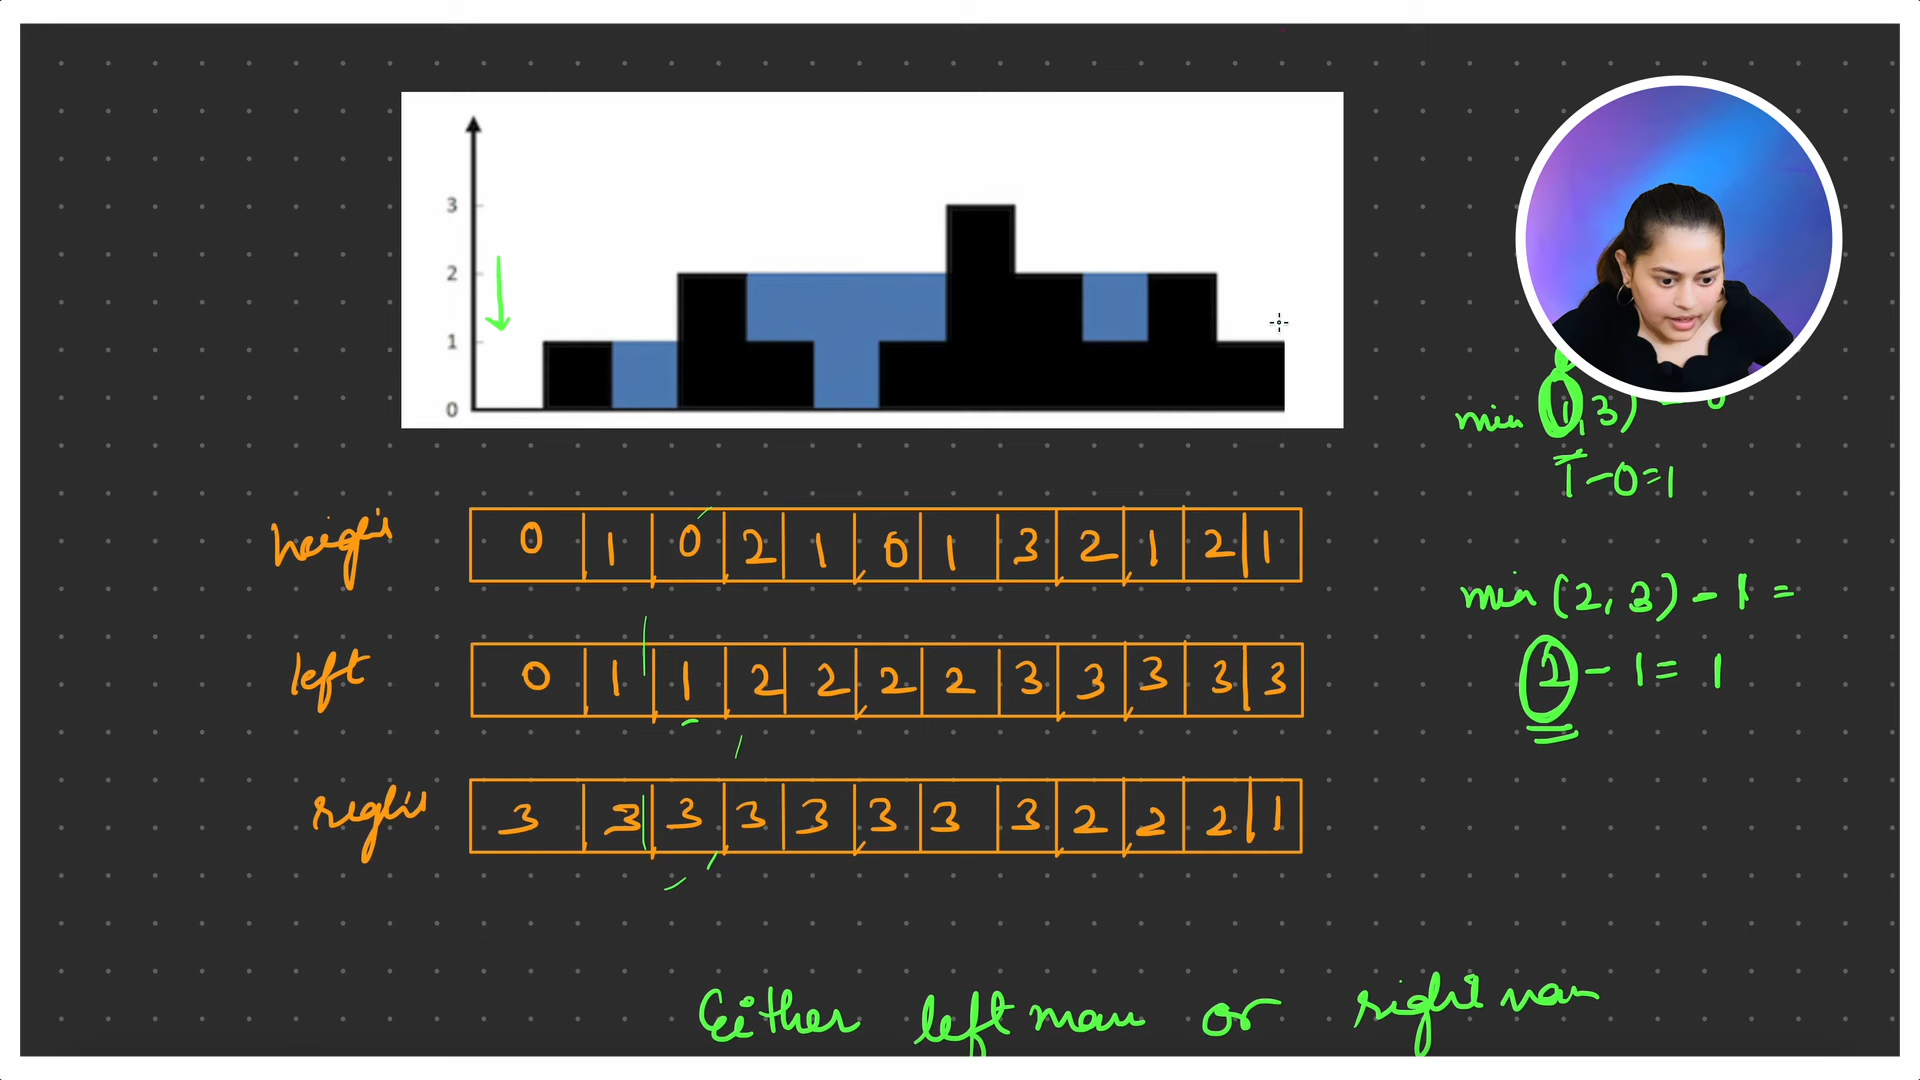 3
2
1
0
min (1,3) - 0
1-0=1
height 0 1 0 2 1 0 1 3 2 1 2 1
min (2,3) - 1 =
left 0 1 1 2 2 2 2 3 3 3 3 3
2 - 1 = 1
right 3 3 3 3 3 3 3 3 2 2 2 1
Either left max or right max